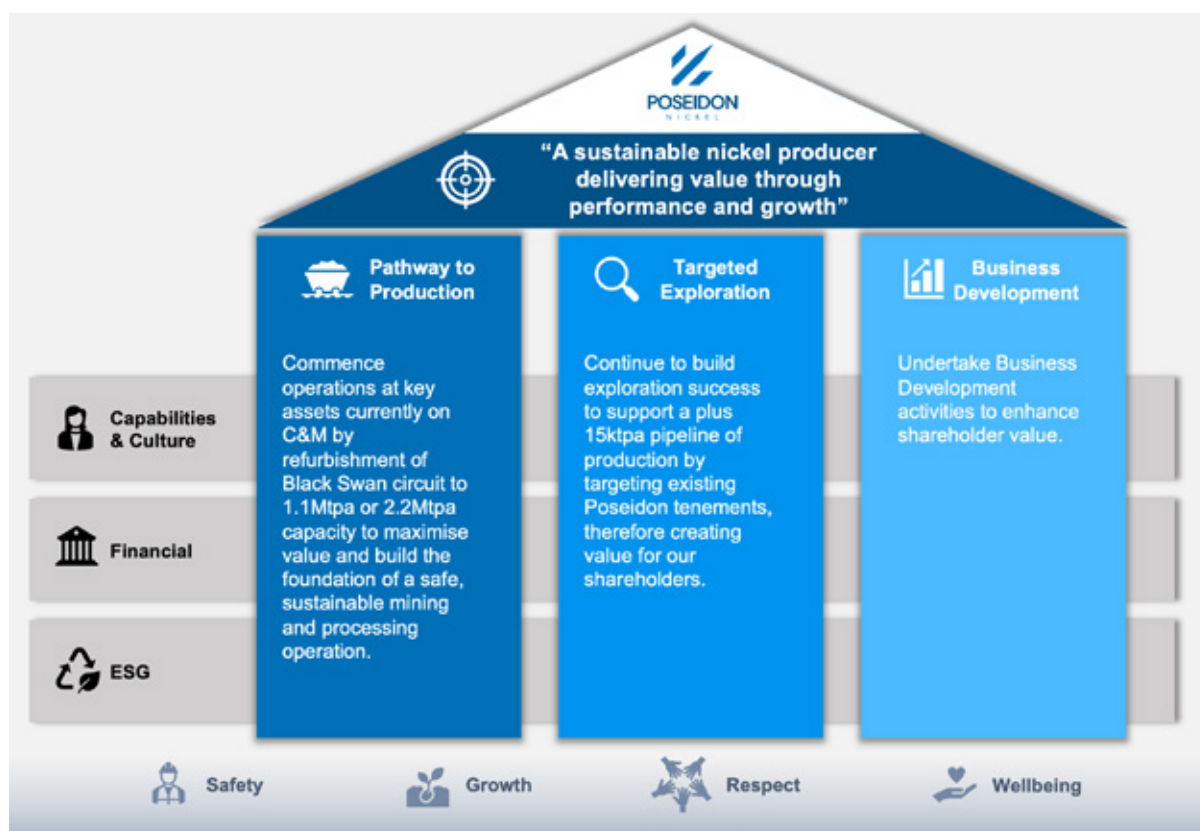 POSEIDON
NICKEL
“A sustainable nickel producer
delivering value through
performance and growth”
Pathway to
Production
Commence
operations at key
assets currently on
C&M by
refurbishment of
Black Swan circuit to
1.1Mtpa or 2.2Mtpa
capacity to maximise
value and build the
foundation of a safe,
sustainable mining
and processing
operation.
Targeted
Exploration
Continue to build
exploration success
to support a plus
15ktpa pipeline of
production by
targeting existing
Poseidon tenements,
therefore creating
value for our
shareholders.
Business
Development
Undertake Business
Development
activities to enhance
shareholder value.
Capabilities
& Culture
Financial
ESG
Safety
Growth
Respect
Wellbeing